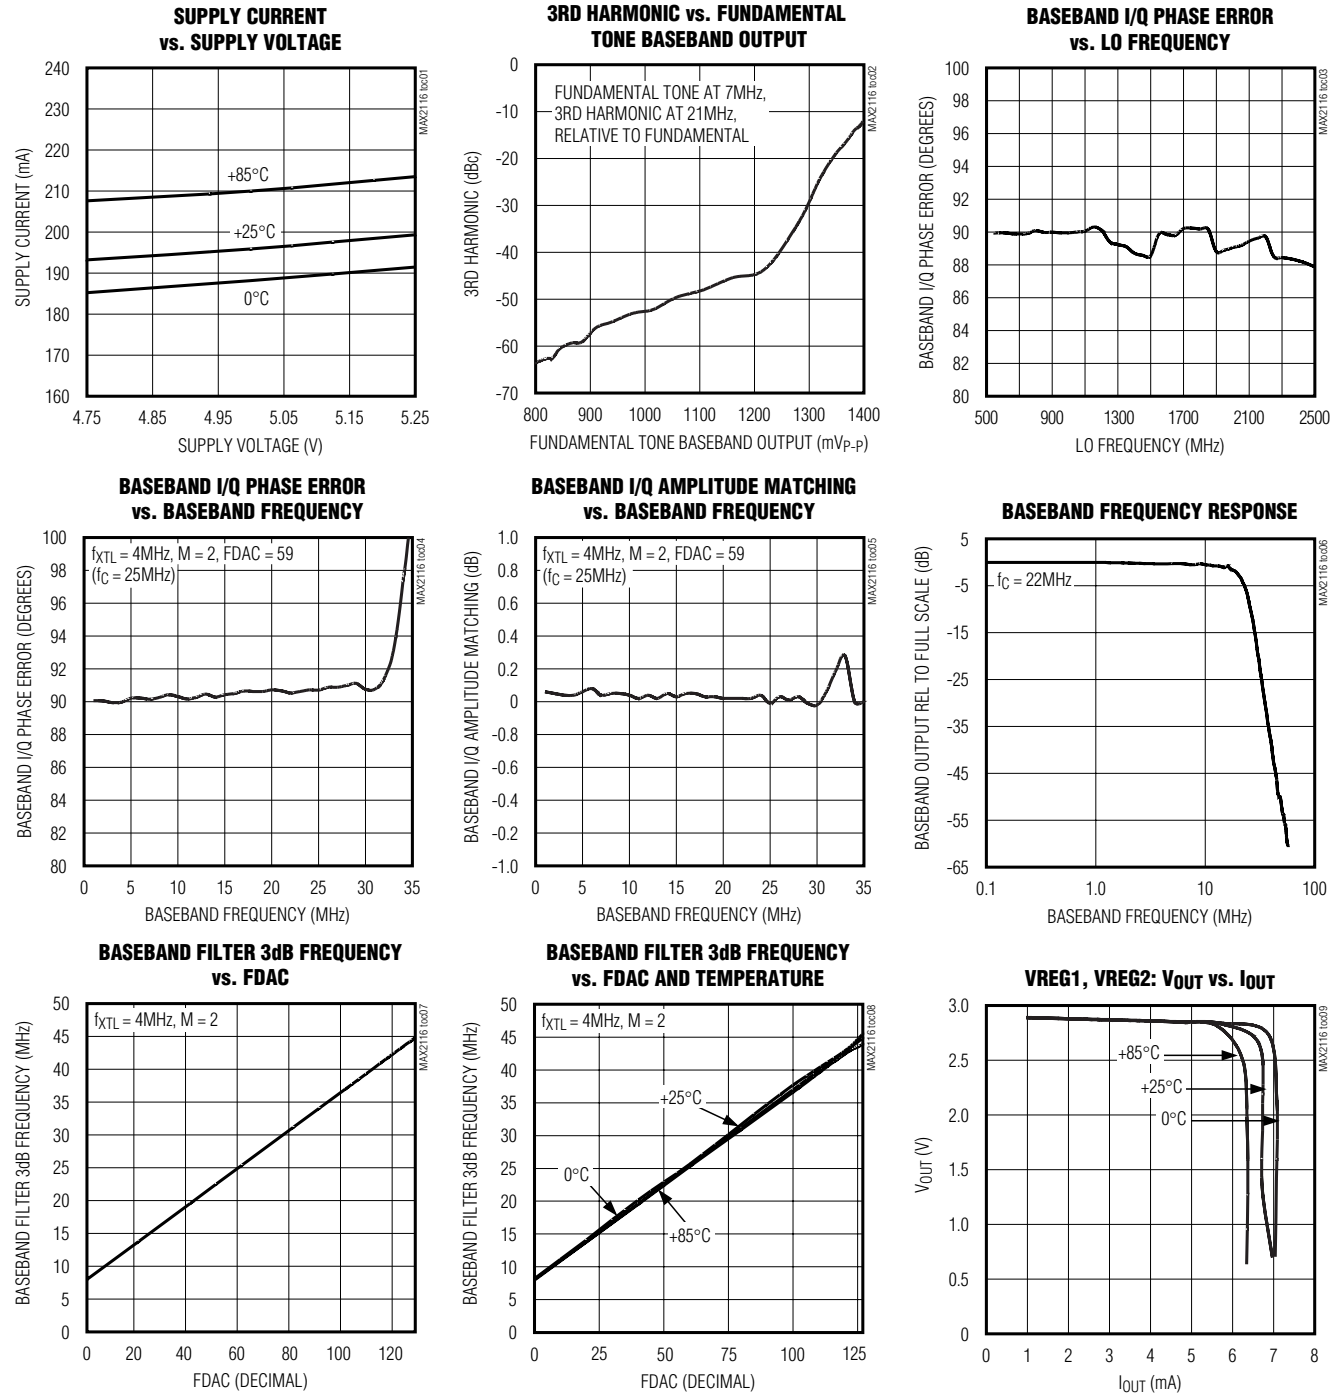 SUPPLY CURRENT
vs. SUPPLY VOLTAGE
240
230
220
210
200
190
180
170
160
SUPPLY CURRENT (mA)
+85°C
+25°C
0°C
4.75 4.85 4.95 5.05 5.15 5.25
SUPPLY VOLTAGE (V)
MAX2116 toc01
3RD HARMONIC vs. FUNDAMENTAL
TONE BASEBAND OUTPUT
0
-10
-20
-30
-40
-50
-60
-70
3RD HARMONIC (dBc)
FUNDAMENTAL TONE AT 7MHz,
3RD HARMONIC AT 21MHz,
RELATIVE TO FUNDAMENTAL
800 900 1000 1100 1200 1300 1400
FUNDAMENTAL TONE BASEBAND OUTPUT (mVP-P)
MAX2116 toc02
BASEBAND I/Q PHASE ERROR
vs. LO FREQUENCY
100
98
96
94
92
90
88
86
84
82
80
BASEBAND I/Q PHASE ERROR (DEGREES)
500 900 1300 1700 2100 2500
LO FREQUENCY (MHz)
MAX2116 toc03
BASEBAND I/Q PHASE ERROR
vs. BASEBAND FREQUENCY
100
98
96
94
92
90
88
86
84
82
80
BASEBAND I/Q PHASE ERROR (DEGREES)
fXTL = 4MHz, M = 2, FDAC = 59
(fC = 25MHz)
0 5 10 15 20 25 30 35
BASEBAND FREQUENCY (MHz)
MAX2116 toc04
BASEBAND I/Q AMPLITUDE MATCHING
vs. BASEBAND FREQUENCY
1.0
0.8
0.6
0.4
0.2
0
-0.8
-0.6
-0.4
-0.2
-1.0
BASEBAND I/Q AMPLITUDE MATCHING (dB)
fXTL = 4MHz, M = 2, FDAC = 59
(fC = 25MHz)
0 5 10 15 20 25 30 35
BASEBAND FREQUENCY (MHz)
MAX2116 toc05
BASEBAND FREQUENCY RESPONSE
5
-5
-15
-25
-35
-45
-55
-65
BASEBAND OUTPUT REL TO FULL SCALE (dB)
fC = 22MHz
0.1 1.0 10 100
BASEBAND FREQUENCY (MHz)
MAX2116 toc06
BASEBAND FILTER 3dB FREQUENCY
vs. FDAC
50
45
40
35
30
25
20
15
10
5
0
BASEBAND FILTER 3dB FREQUENCY (MHz)
fXTL = 4MHz, M = 2
0 20 40 60 80 100 120
FDAC (DECIMAL)
MAX2116 toc07
BASEBAND FILTER 3dB FREQUENCY
vs. FDAC AND TEMPERATURE
50
45
40
35
30
25
20
15
10
5
0
BASEBAND FILTER 3dB FREQUENCY (MHz)
fXTL = 4MHz, M = 2
+25°C
0°C
+85°C
0 25 50 75 100 125
FDAC (DECIMAL)
MAX2116 toc08
VREG1, VREG2: VOUT vs. IOUT
3.0
2.5
2.0
1.5
1.0
0.5
0
VOUT (V)
+85°C
+25°C
0°C
0 1 2 3 4 5 6 7 8
IOUT (mA)
MAX2116 toc09